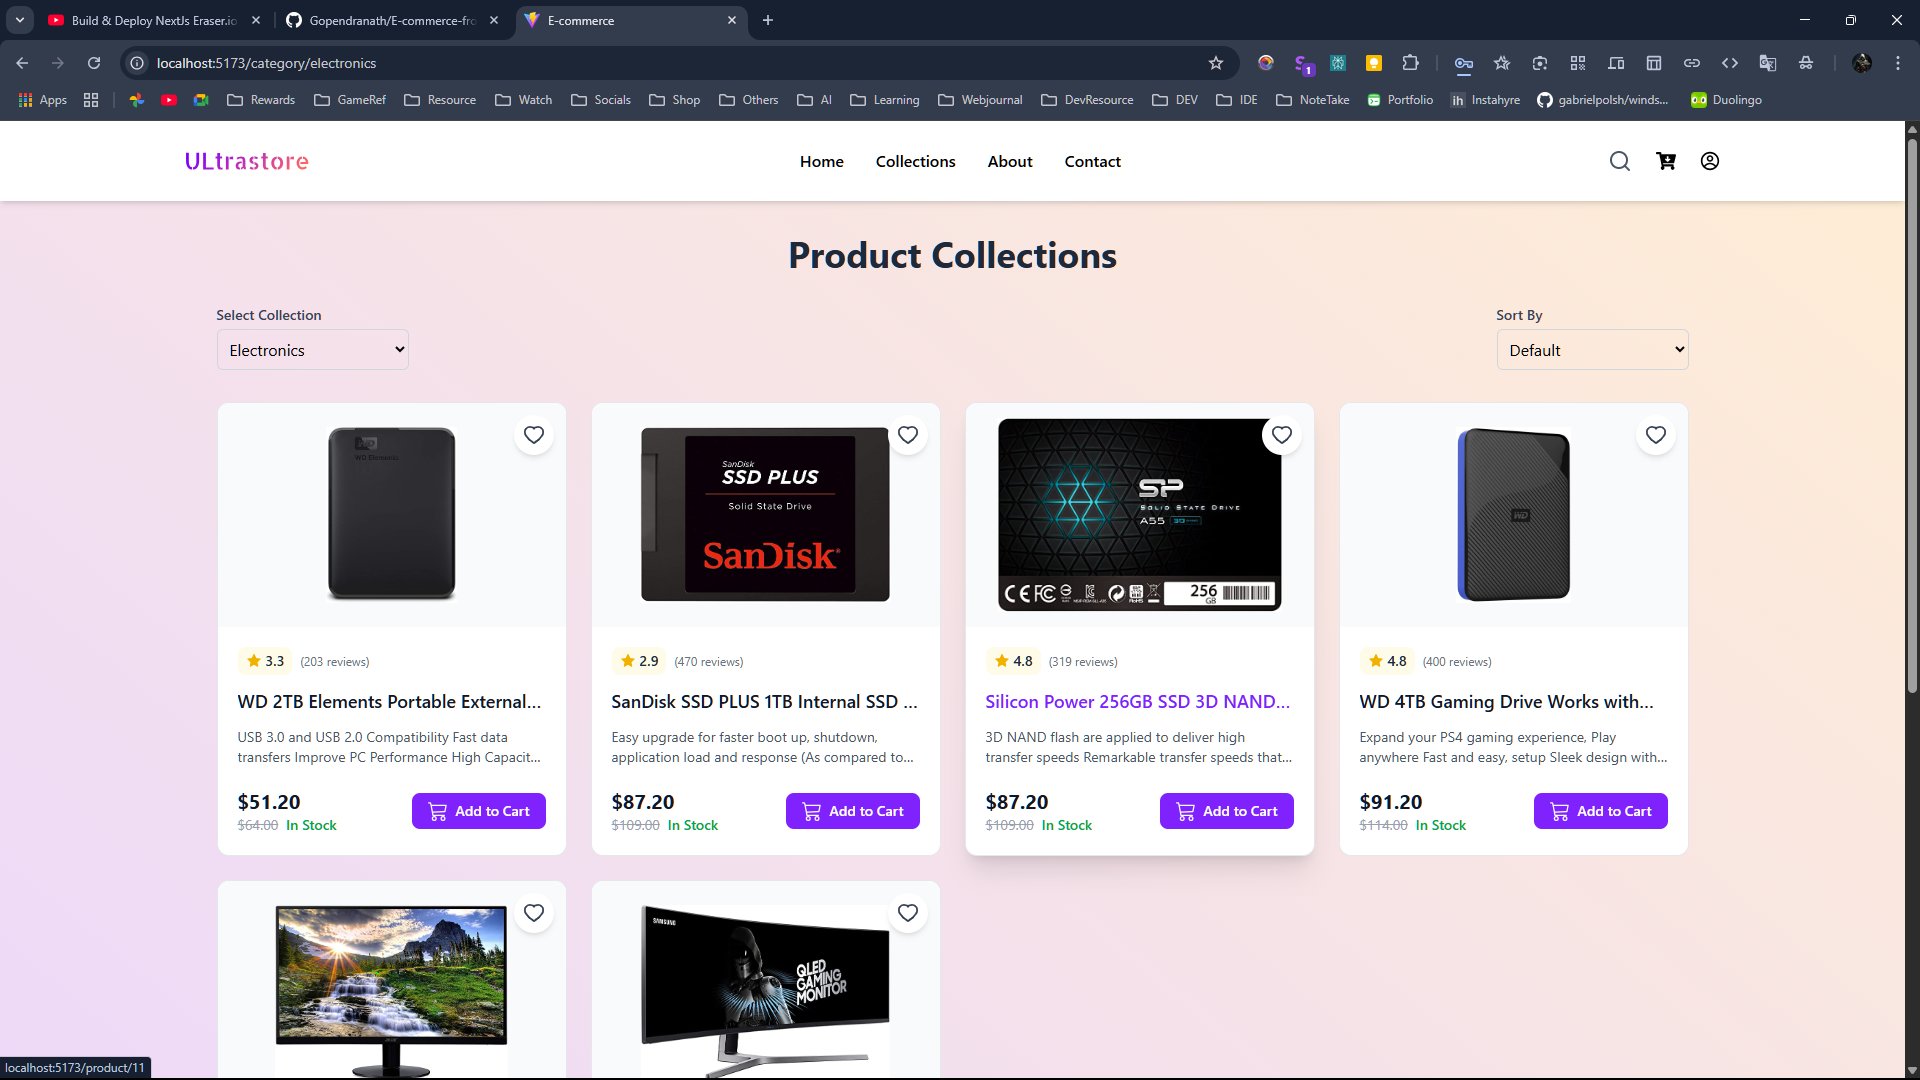 Build & Deploy NextJs Eraser.io
Gopendranath/E-commerce-fro
E-commerce
localhost:5173/category/electronics
1
Apps
Rewards
GameRef
Resource
Watch
Socials
Shop
Others
AI
Learning
Webjournal
DevResource
DEV
IDE
NoteTake
Portfolio
ih Instahyre
gabrielpolsh/winds...
Duolingo
ULtrastore
Home
Collections
About
Contact
Product Collections
Select Collection
Sort By
Electronics
Default
WD
WD Elements
SanDisk
SSD PLUS
Solid State Drive
SanDisk
SP
SOLID STATE DRIVE
A55
256
GB
WD
3.3 (203 reviews)
2.9 (470 reviews)
4.8 (319 reviews)
4.8 (400 reviews)
WD 2TB Elements Portable External...
SanDisk SSD PLUS 1TB Internal SSD ...
Silicon Power 256GB SSD 3D NAND...
WD 4TB Gaming Drive Works with...
USB 3.0 and USB 2.0 Compatibility Fast data
transfers Improve PC Performance High Capacit...
Easy upgrade for faster boot up, shutdown,
application load and response (As compared to...
3D NAND flash are applied to deliver high
transfer speeds Remarkable transfer speeds that...
Expand your PS4 gaming experience, Play
anywhere Fast and easy, setup Sleek design with...
$51.20
$64.00 In Stock
Add to Cart
$87.20
$109.00 In Stock
Add to Cart
$87.20
$109.00 In Stock
Add to Cart
$91.20
$114.00 In Stock
Add to Cart
SAMSUNG
QLED
GAMING
MONITOR
localhost:5173/product/11